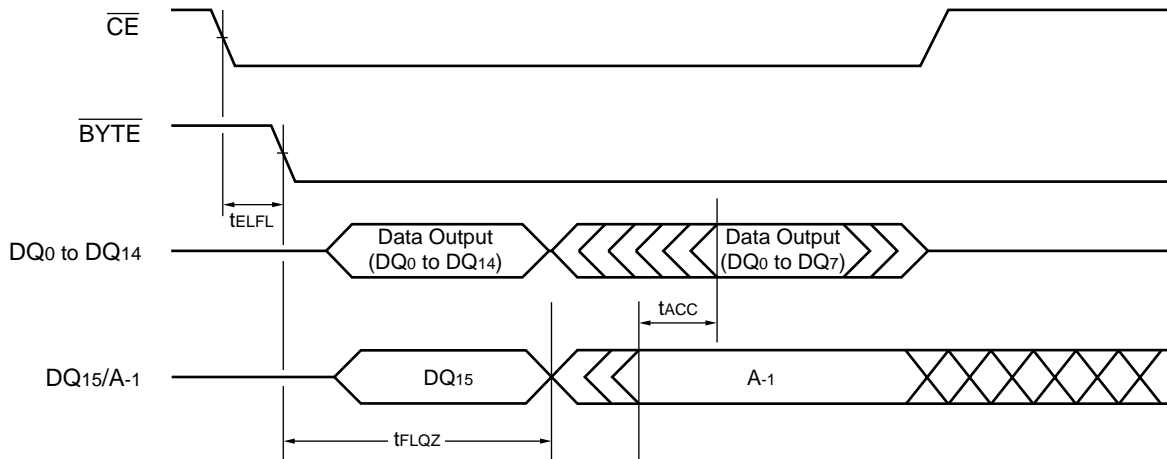 CE
BYTE
tELFL
DQ0 to DQ14
Data Output
(DQ0 to DQ14)
Data Output
(DQ0 to DQ7)
tACC
DQ15/A-1
DQ15
A-1
tFLQZ